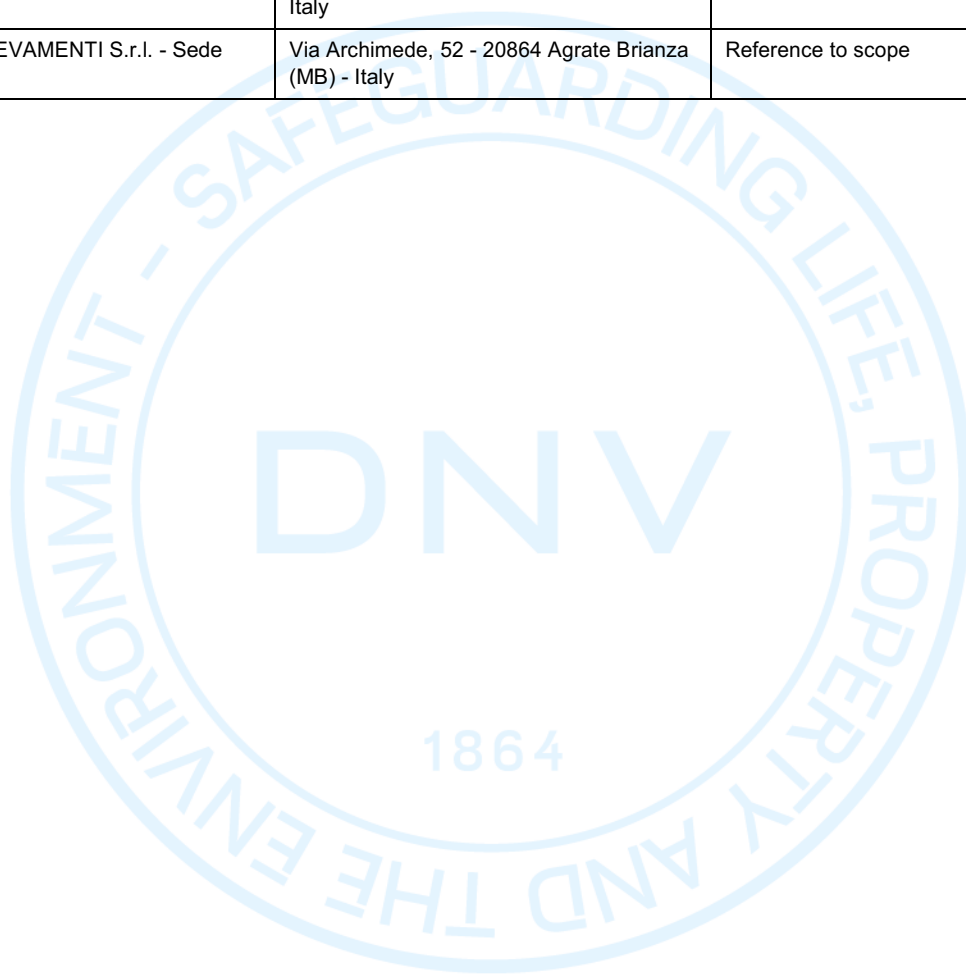 Italy
EVAMENTI S.r.l. - Sede
Via Archimede, 52 - 20864 Agrate Brianza
(MB) - Italy
Reference to scope
SAFEGUARDING LIFE, PROPERTY AND THE ENVIRONMENT -
DNV
1864